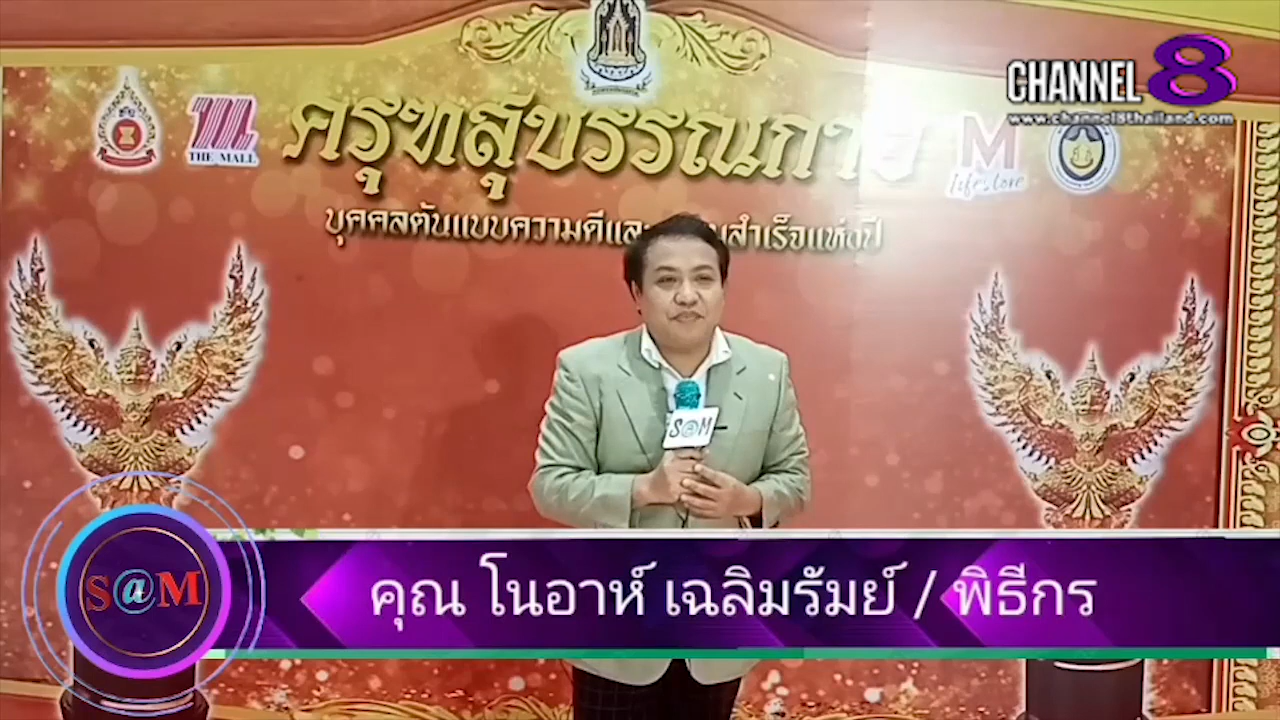 CHANNEL 8
www.channel8thailand.com
THE MALL
ครุฑสุบรรณกาย
M
Lifestore
บุคคลต้นแบบความดีและ สำเร็จแห่งปี
S@M
S@M
คุณ โนอาห์ เฉลิมรัมย์ / พิธีกร